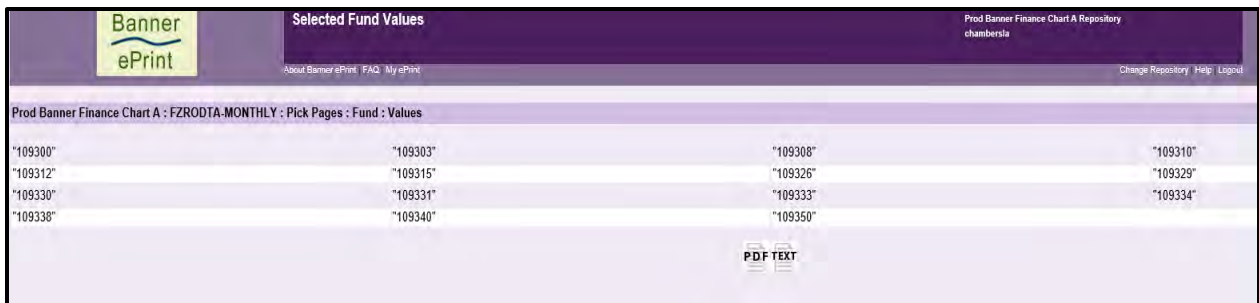 Banner
ePrint
Selected Fund Values
Prod Banner Finance Chart A Repository
chambersla
About Banner ePrint | FAQ | My ePrint
Change Repository | Help | Logout
Prod Banner Finance Chart A : FZRODTA-MONTHLY : Pick Pages : Fund : Values
"109300" "109303" "109308" "109310"
"109312" "109315" "109326" "109329"
"109330" "109331" "109333" "109334"
"109338" "109340" "109350"
PDF TEXT